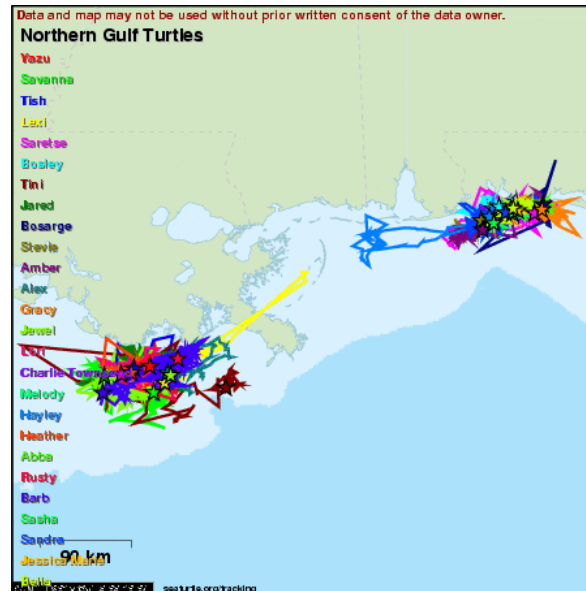 Data and map may not be used without prior written consent of the data owner.
Northern Gulf Turtles
Yazu
Savanna
Tish
Lexi
Saretse
Bosley
Tini
Jared
Bosarge
Stevie
Amber
Alex
Gracy
Jewel
Lori
Charlie Townsend
Melody
Hayley
Heather
Abba
Rusty
Barb
Sasha
Sandra
90 km
Jessica Marie
Bella
seaturtle.org/tracking